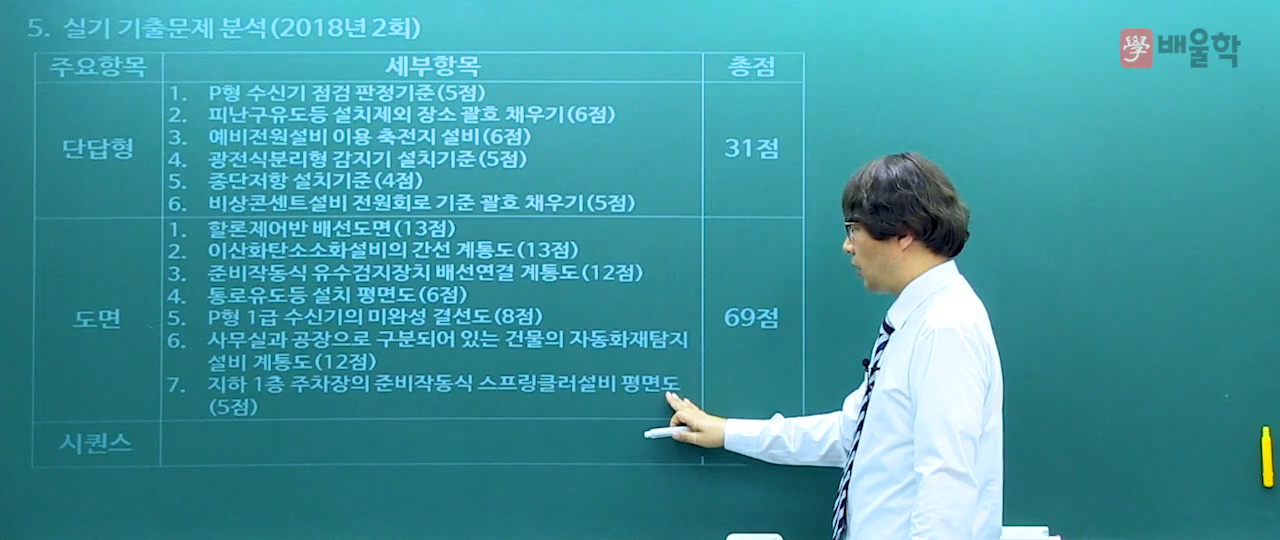 5. 실기 기출문제 분석(2018년 2회)
學 배울학
주요항목 세부항목 총점
단답형
1. P형 수신기 점검 판정기준(5점)
2. 피난구유도등 설치제외 장소 괄호 채우기(6점)
3. 예비전원설비 이용 축전지 설비(6점)
4. 광전식분리형 감지기 설치기준(5점)
5. 종단저항 설치기준(4점)
6. 비상콘센트설비 전원회로 기준 괄호 채우기(5점)
31점
도면
1. 할론제어반 배선도면(13점)
2. 이산화탄소소화설비의 간선 계통도(13점)
3. 준비작동식 유수검지장치 배선연결 계통도(12점)
4. 통로유도등 설치 평면도(6점)
5. P형 1급 수신기의 미완성 결선도(8점)
6. 사무실과 공장으로 구분되어 있는 건물의 자동화재탐지
설비 계통도(12점)
7. 지하 1층 주차장의 준비작동식 스프링클러설비 평면도
(5점)
69점
시퀀스